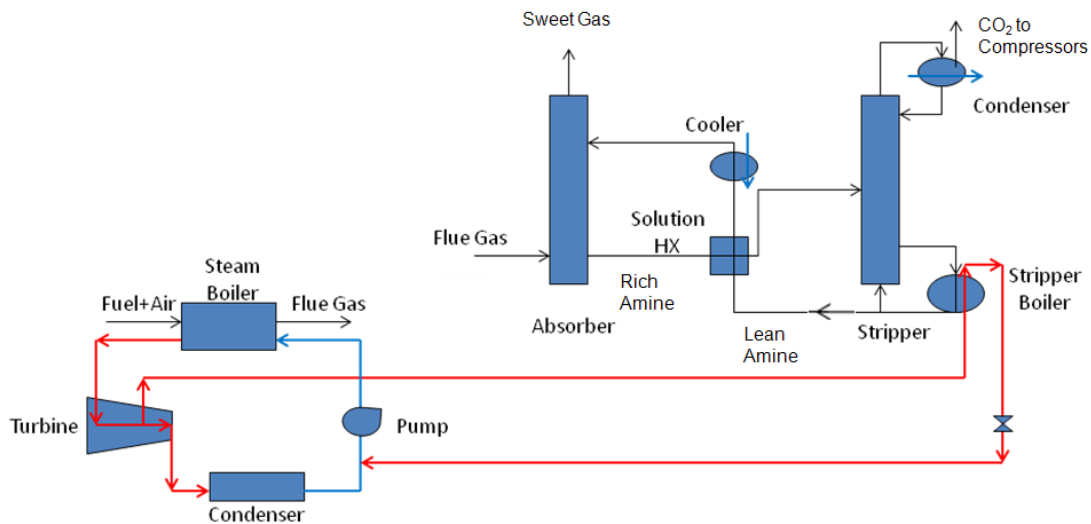 Sweet Gas
CO₂ to
Compressors
Condenser
Cooler
Solution
HX
Flue Gas
Rich
Amine
Absorber
Lean
Amine
Stripper
Stripper
Boiler
Steam
Boiler
Fuel+Air
Flue Gas
Turbine
Pump
Condenser